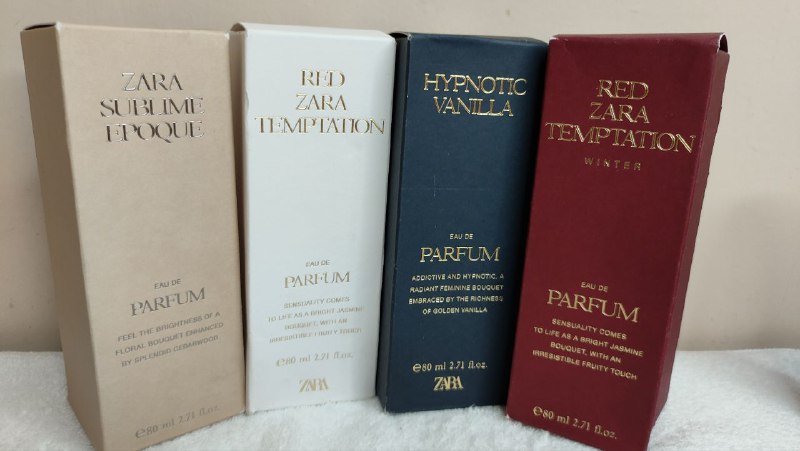 ZARA
SUBLIME
EPOQUE
EAU DE
PARFUM
FEEL THE BRIGHTNESS OF A
FLORAL BOUQUET ENHANCED
BY SPLENDID CEDARWOOD
e80 ml 2.71 fl.oz.
RED
ZARA
TEMPTATION
EAU DE
PARFUM
SENSUALITY COMES
TO LIFE AS A BRIGHT JASMINE
BOUQUET, WITH AN
IRRESISTIBLE FRUITY TOUCH
e80 ml 2.71 fl.oz.
ZARA
HYPNOTIC
VANILLA
EAU DE
PARFUM
ADDICTIVE AND HYPNOTIC, A
RADIANT FEMININE BOUQUET
EMBRACED BY THE RICHNESS
OF GOLDEN VANILLA
e80 ml 2.71 fl.oz.
ZARA
RED
ZARA
TEMPTATION
WINTER
EAU DE
PARFUM
SENSUALITY COMES
TO LIFE AS A BRIGHT JASMINE
BOUQUET, WITH AN
IRRESISTIBLE FRUITY TOUCH
e80 ml 2.71 fl.oz.